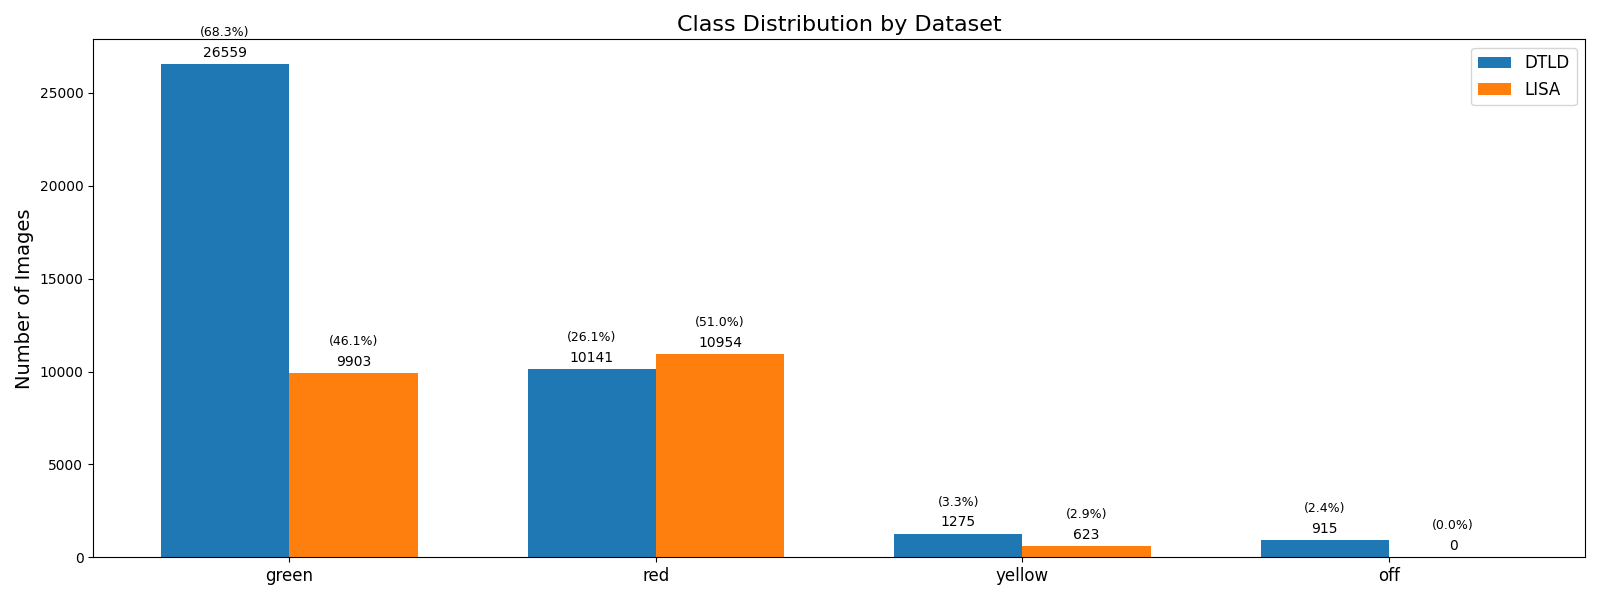 Class Distribution by Dataset
(68.3%)
26559
DTLD
LISA
25000
20000
15000
10000
5000
0
Number of Images
(46.1%)
9903
(26.1%)
10141
(51.0%)
10954
(3.3%)
1275
(2.9%)
623
(2.4%)
915
(0.0%)
0
green
red
yellow
off